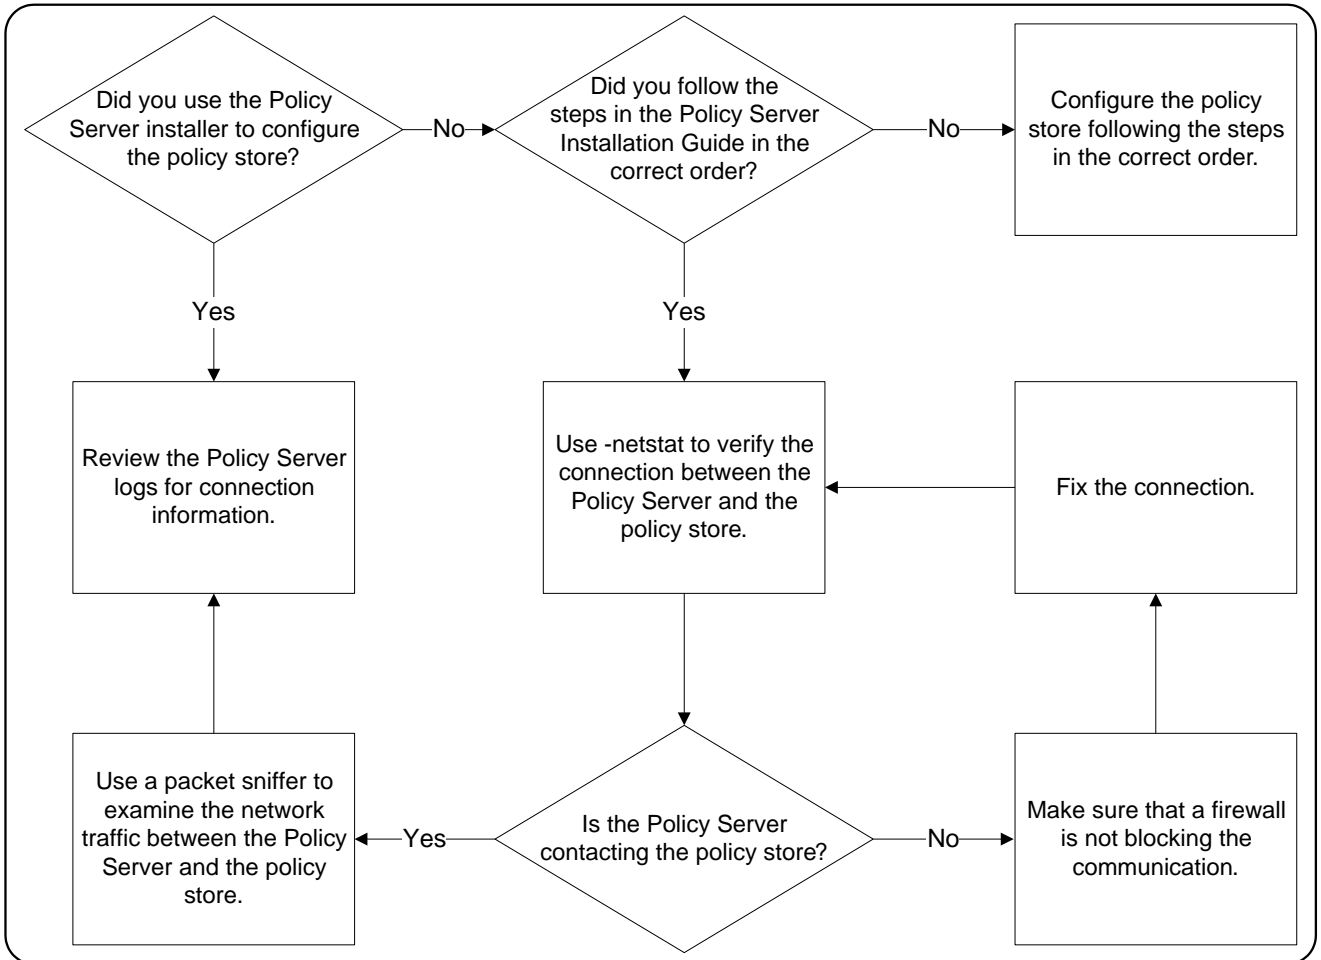 Did you use the Policy
Server installer to configure
the policy store?
No
Did you follow the
steps in the Policy Server
Installation Guide in the
correct order?
No
Configure the policy
store following the steps
in the correct order.
Yes
Yes
Review the Policy Server
logs for connection
information.
Use -netstat to verify the
connection between the
Policy Server and the
policy store.
Fix the connection.
Use a packet sniffer to
examine the network
traffic between the Policy
Server and the policy
store.
Yes
Is the Policy Server
contacting the policy store?
No
Make sure that a firewall
is not blocking the
communication.